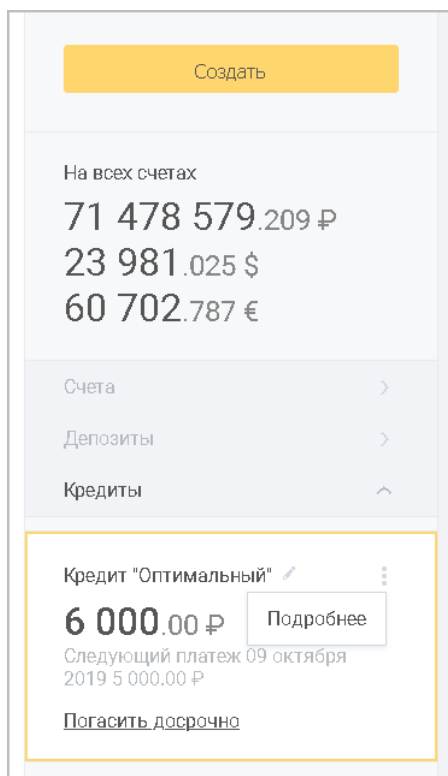 Создать
На всех счетах
71 478 579.209 ₽
23 981.025 $
60 702.787 €
Счета
Депозиты
Кредиты
Кредит "Оптимальный"
6 000.00 ₽
Подробнее
Следующий платеж 09 октября
2019 5 000.00 ₽
Погасить досрочно